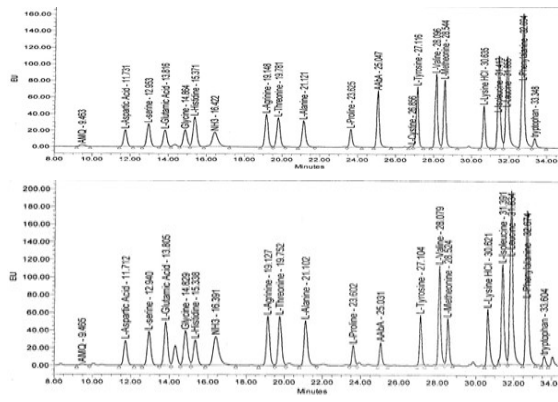 160.00
140.00
120.00
100.00
80.00
60.00
40.00
20.00
0.00
EU
AMQ - 9.463
L-Aspartic Acid - 11.731
L-serine - 12.963
L-Glutamic Acid - 13.816
Glycine - 14.864
L-Histidine - 15.371
NH3 - 16.422
L-Aginine - 19.148
L-Threonine - 19.781
L-Alanine - 21.121
L-Proline - 23.625
AAbA - 25.047
L-Cystine -
L-Tyrosine - 27.116
L-Valine - 28.096
L-Metheonine - 28.544
L-Lysine HCl - 30.635
L-Phenylalanine -
tryptophan - 33.348
8.00 10.00 12.00 14.00 16.00 18.00 20.00 22.00 24.00 26.00 28.00 30.00 32.00 34.00
Minutes
200.00
180.00
160.00
140.00
120.00
100.00
80.00
60.00
40.00
20.00
0.00
EU
AMQ - 9.465
L-Aspartic Acid - 11.712
L-serine - 12.940
L-Glutamic Acid - 13.805
Glycine - 14.829
L-Histidine - 15.338
NH3 - 16.391
L-Aginine - 19.127
L-Threonine - 19.752
L-Alanine - 21.102
L-Proline - 23.602
AAbA - 25.031
L-Tyrosine - 27.104
L-Valine - 28.079
L-Metheonine - 28.524
L-Lysine HCl - 30.621
L-Isoleucine - 31.391
L-Leucine -
L-Phenylalanine - 32.674
tryptophan - 33.604
8.00 10.00 12.00 14.00 16.00 18.00 20.00 22.00 24.00 26.00 28.00 30.00 32.00 34.00
Minutes